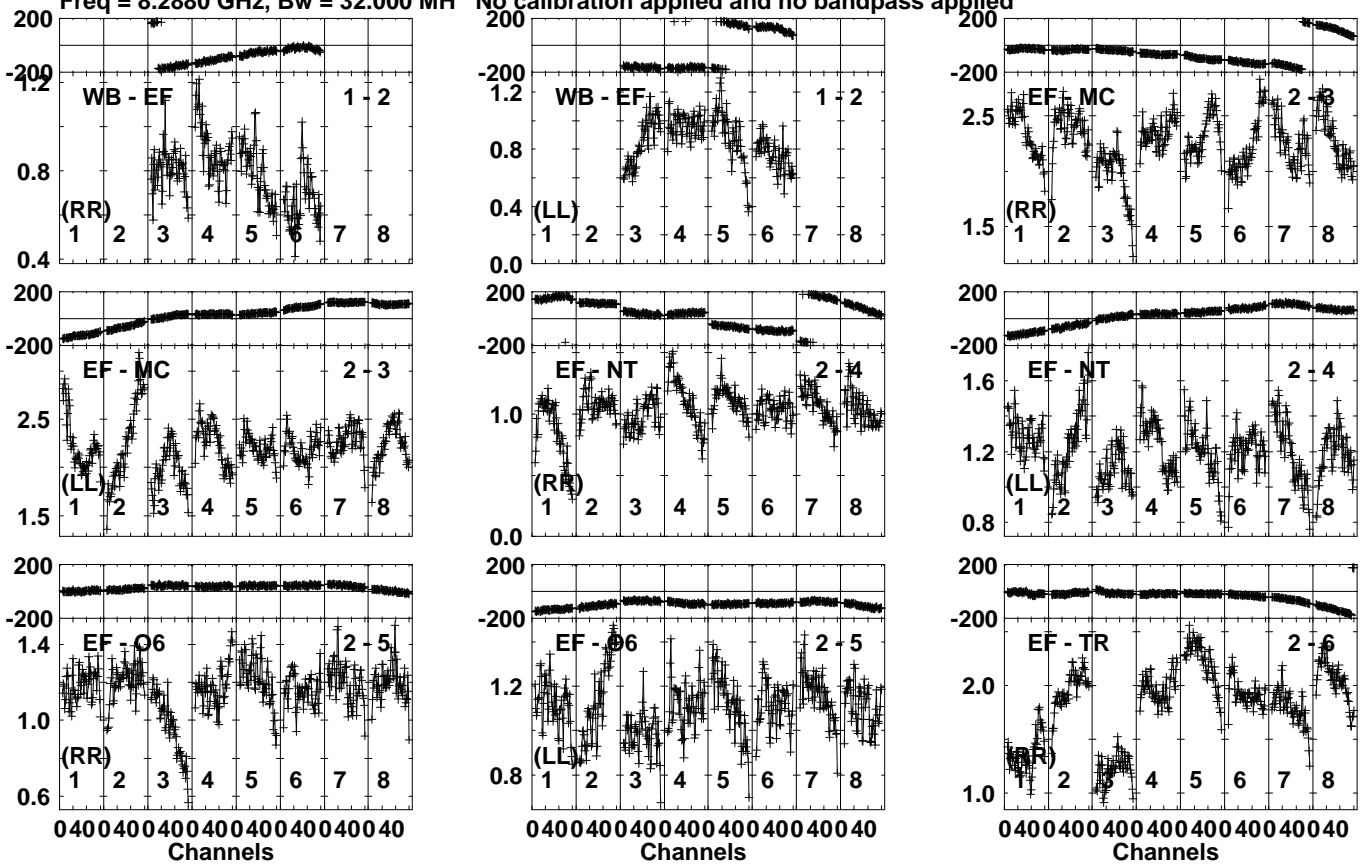 Freq = 8.2880 GHz, Bw = 32.000 MH No calibration applied and no bandpass applied
200
-200
1.2
0.8
0.4
WB - EF
1 - 2
(RR)
1 2 3 4 5 6 7 8
200
-200
1.2
0.8
0.4
0.0
WB - EF
1 - 2
(LL)
1 2 3 4 5 6 7 8
200
-200
2.5
1.5
EF - MC
2 - 3
(RR)
1 2 3 4 5 6 7 8
200
-200
2.5
1.5
EF - MC
2 - 3
(LL)
1 2 3 4 5 6 7 8
200
-200
1.0
0.0
EF - NT
2 - 4
(RR)
1 2 3 4 5 6 7 8
200
-200
1.6
1.2
0.8
EF - NT
2 - 4
(LL)
1 2 3 4 5 6 7 8
200
-200
1.4
1.0
0.6
EF - O6
2 - 5
(RR)
1 2 3 4 5 6 7 8
0 40 0 40 0 40 0 40 0 40 0 40 0 40 0 40
Channels
200
-200
1.2
0.8
EF - O6
2 - 5
(LL)
1 2 3 4 5 6 7 8
0 40 0 40 0 40 0 40 0 40 0 40 0 40 0 40
Channels
200
-200
2.0
1.0
EF - TR
2 - 6
(RR)
1 2 3 4 5 6 7 8
0 40 0 40 0 40 0 40 0 40 0 40 0 40 0 40
Channels